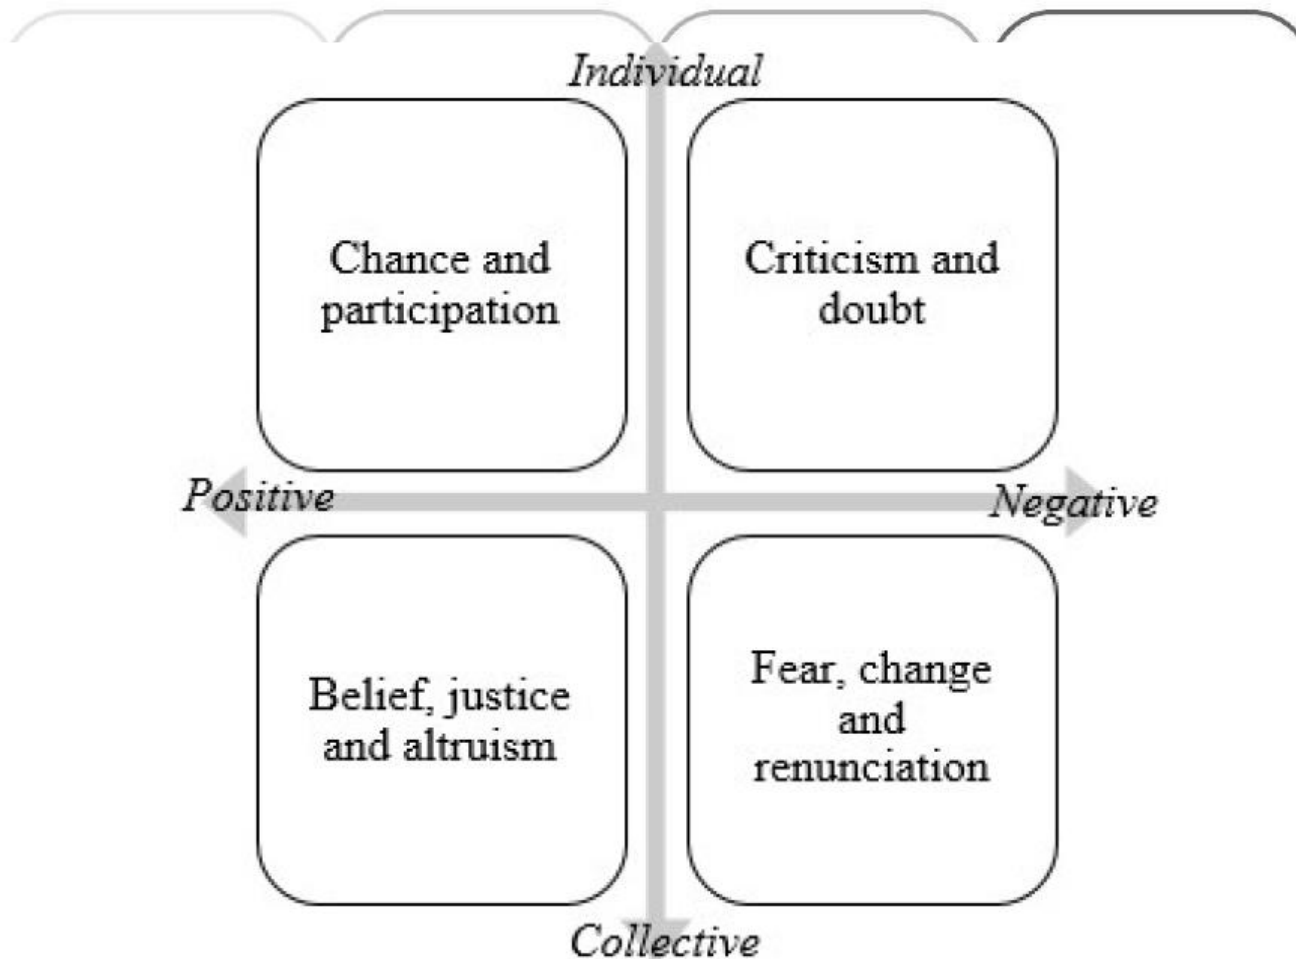 Individual
Chance and
participation
Criticism and
doubt
Positive
Negative
Belief, justice
and altruism
Fear, change
and
renunciation
Collective